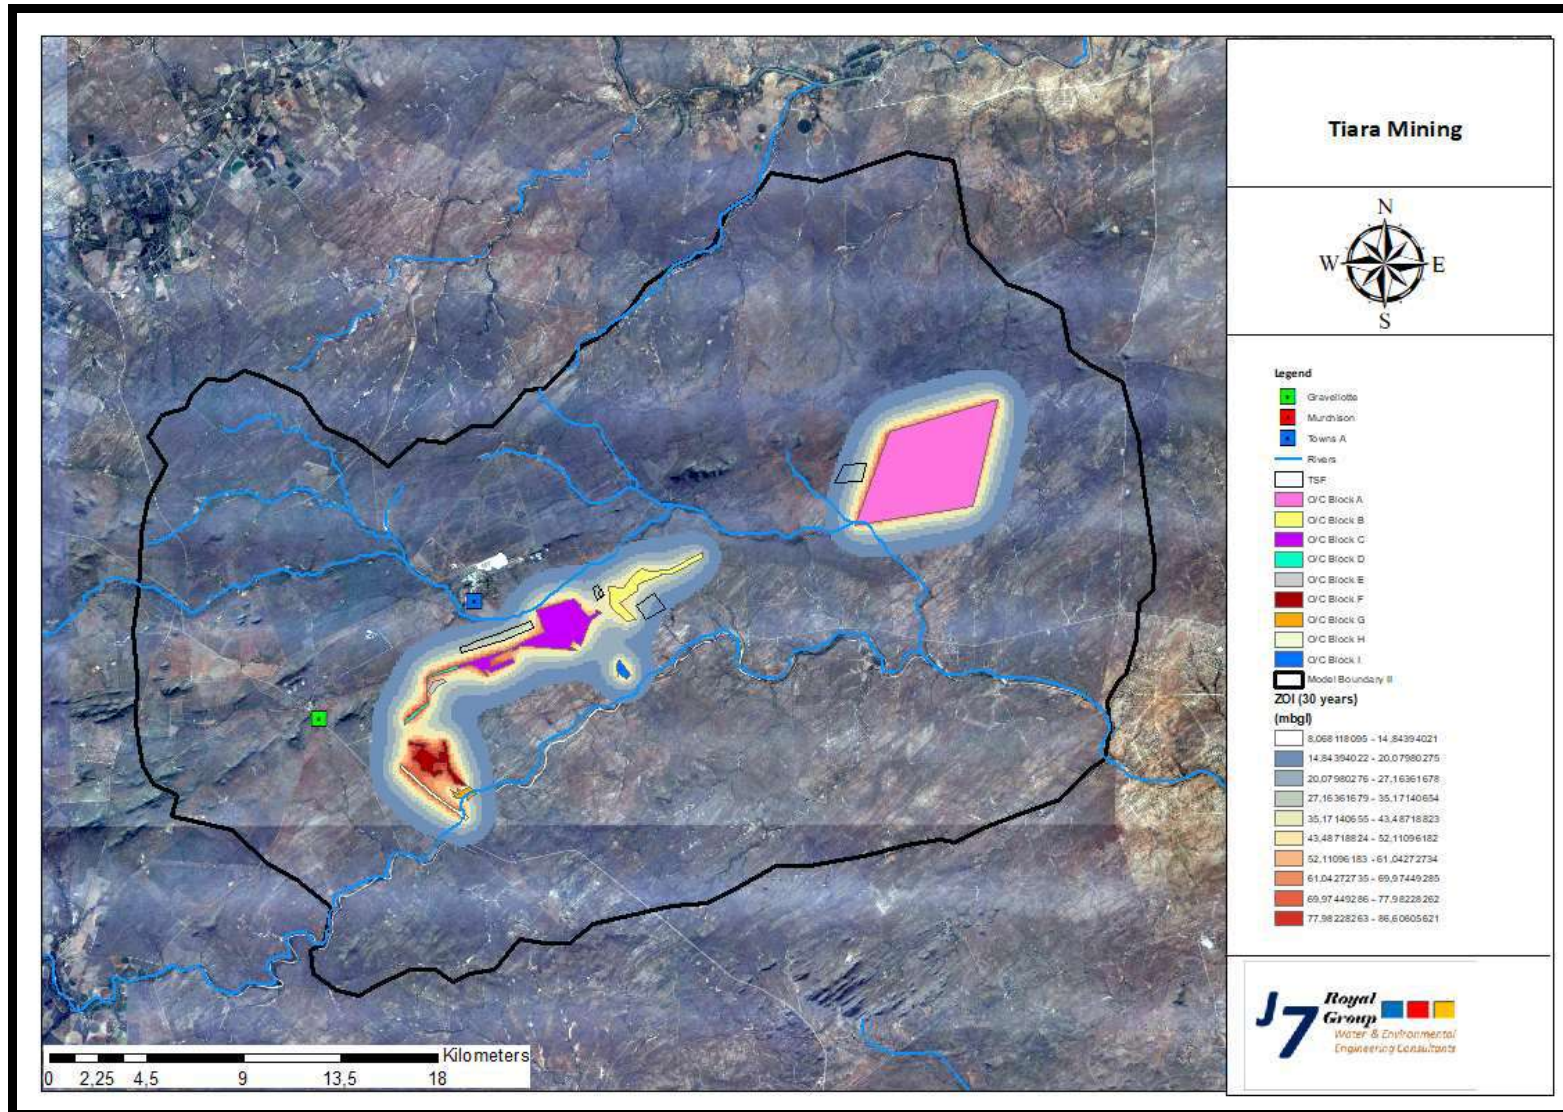 Tiara Mining
N
W
E
S
Legend
Gravellotte
Murchison
Towns A
Rivers
TSF
O/C Block A
O/C Block B
O/C Block C
O/C Block D
O/C Block E
O/C Block F
O/C Block G
O/C Block H
O/C Block I
Model Boundary II
ZOI (30 years)
(mbgl)
8,068118095 - 14,84394021
14,84394022 - 20,07980275
20,07980276 - 27,16361678
27,16361679 - 35,17140654
35,17140655 - 43,48718823
43,48718824 - 52,11096182
52,11096183 - 61,04272734
61,04272735 - 69,97449285
69,97449286 - 77,98228262
77,98228263 - 86,60605621
J7 Royal
Group
Water & Environmental
Engineering Consultants
Kilometers
0 2,25 4,5 9 13,5 18